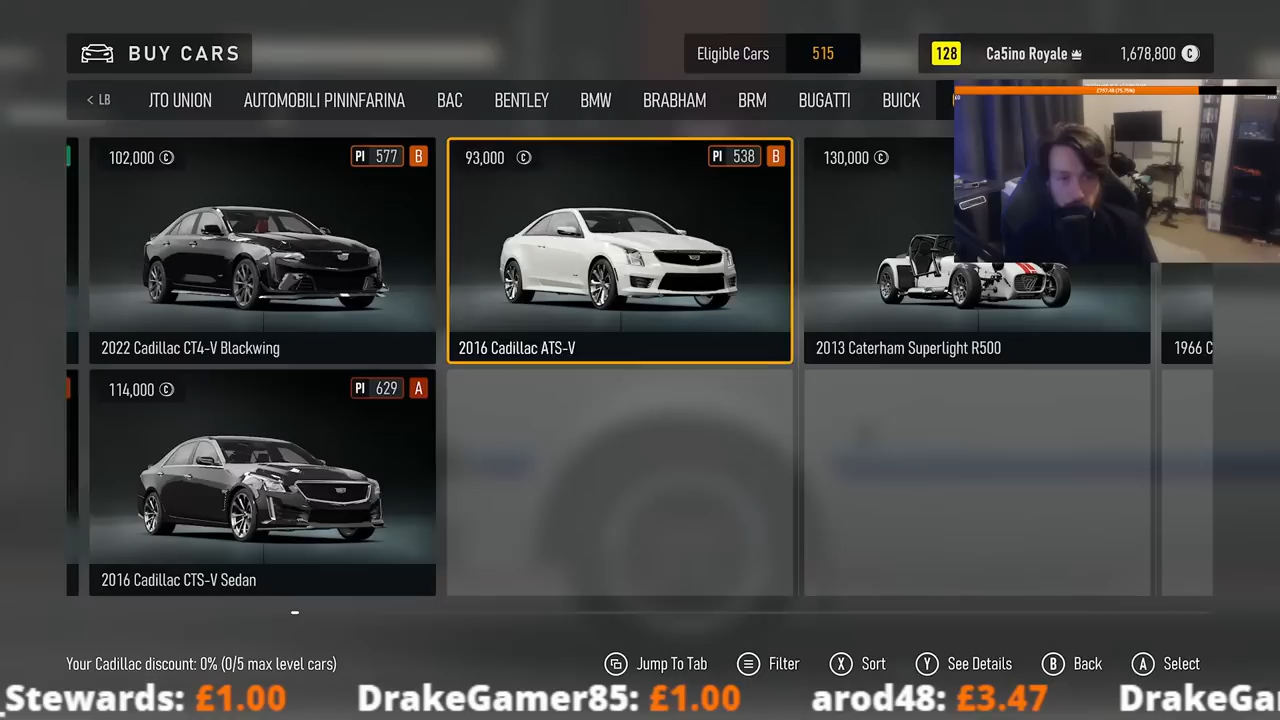 BUY CARS
Eligible Cars 515
128 Ca5ino Royale 1,678,800 C
< LB JTO UNION AUTOMOBILI PININFARINA BAC BENTLEY BMW BRABHAM BRM BUGATTI BUICK
102,000 C PI 577 B
2022 Cadillac CT4-V Blackwing
93,000 C PI 538 B
2016 Cadillac ATS-V
130,000 C
2013 Caterham Superlight R500
1966 C
114,000 C PI 629 A
2016 Cadillac CTS-V Sedan
Your Cadillac discount: 0% (0/5 max level cars)
Jump To Tab Filter X Sort Y See Details B Back A Select
_Stewards: £1.00 DrakeGamer85: £1.00 arod48: £3.47 DrakeGa